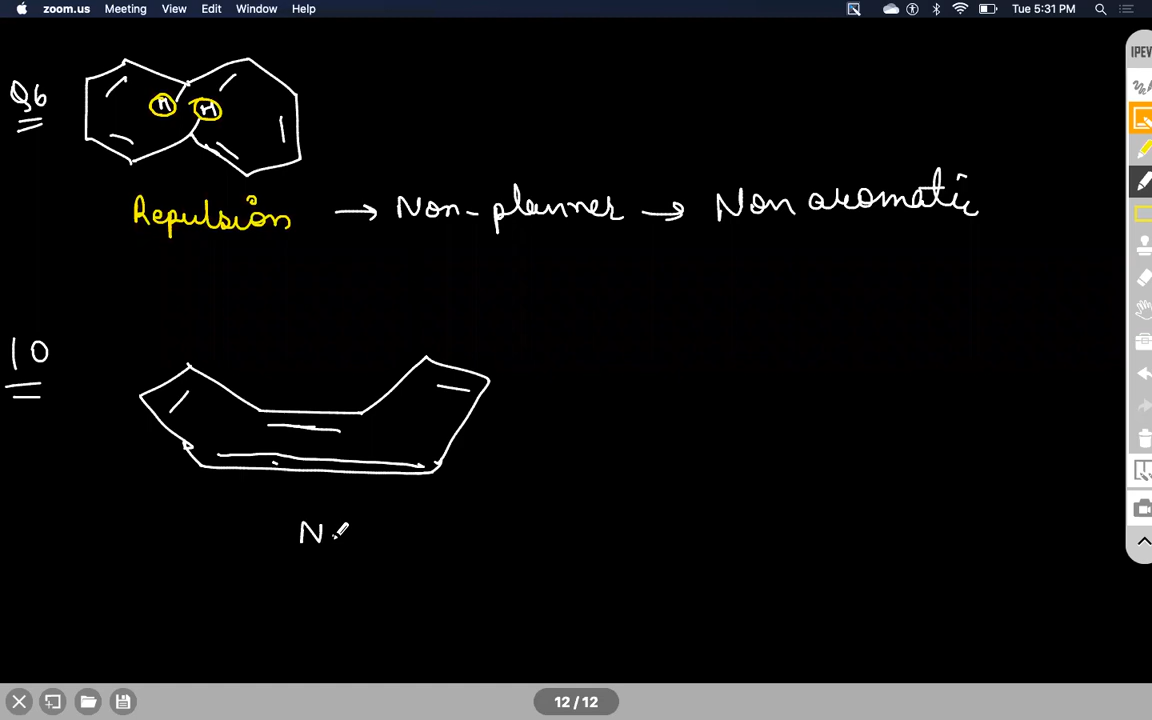 zoom.us Meeting View Edit Window Help Tue 5:31 PM
IPEV
Q6
H H
Repulsion → Non-planner → Non aromatic
10
N
12/12